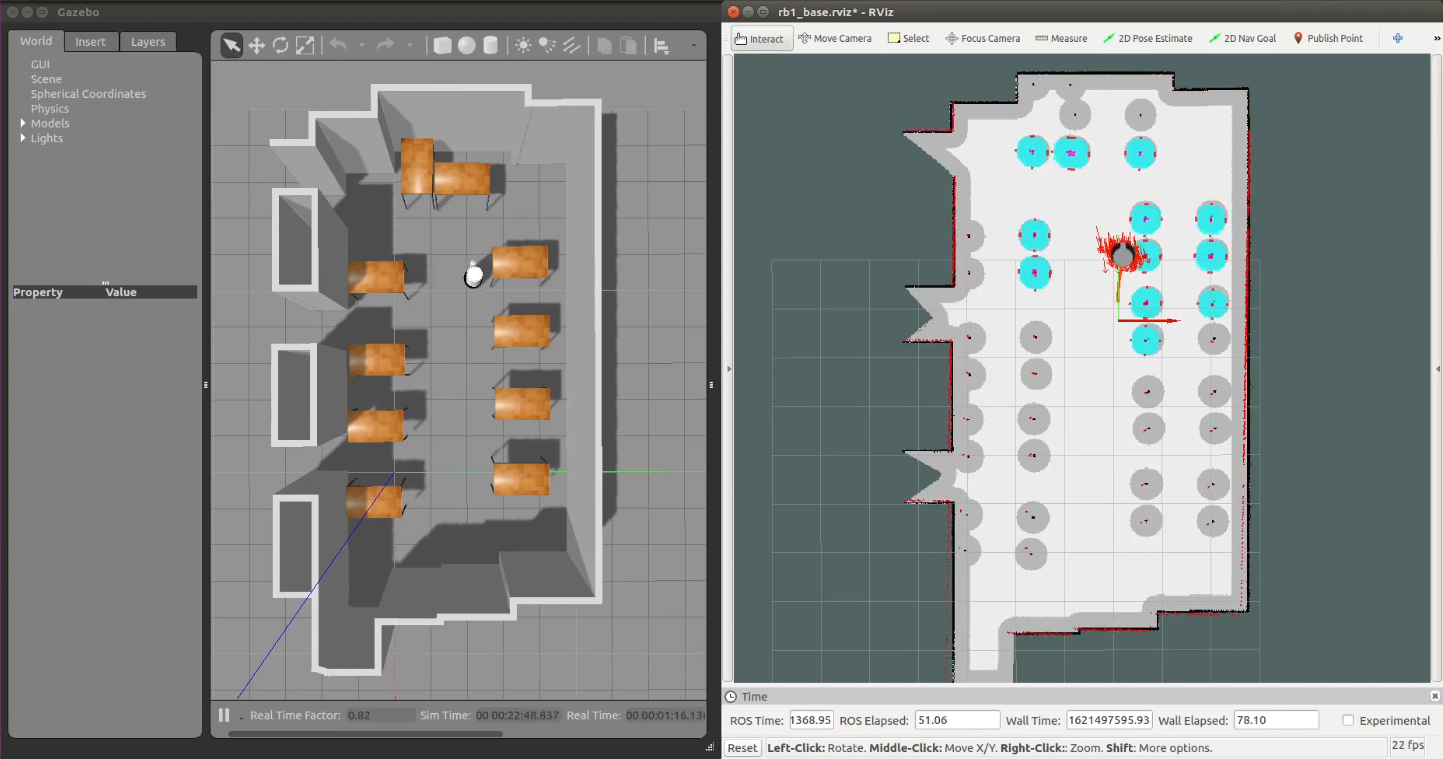 Gazebo
World Insert Layers
GUI
Scene
Spherical Coordinates
Physics
Models
Lights
Property Value
Real Time Factor: 0.82 Sim Time: 00 00:22:48.837 Real Time: 00 00:01:16.13
rb1_base.rviz* - RViz
Interact Move Camera Select Focus Camera Measure 2D Pose Estimate 2D Nav Goal Publish Point »
Time
ROS Time: 1368.95 ROS Elapsed: 51.06 Wall Time: 1621497595.93 Wall Elapsed: 78.10 Experimental
Reset Left-Click: Rotate. Middle-Click: Move X/Y. Right-Click:: Zoom. Shift: More options. 22 fps